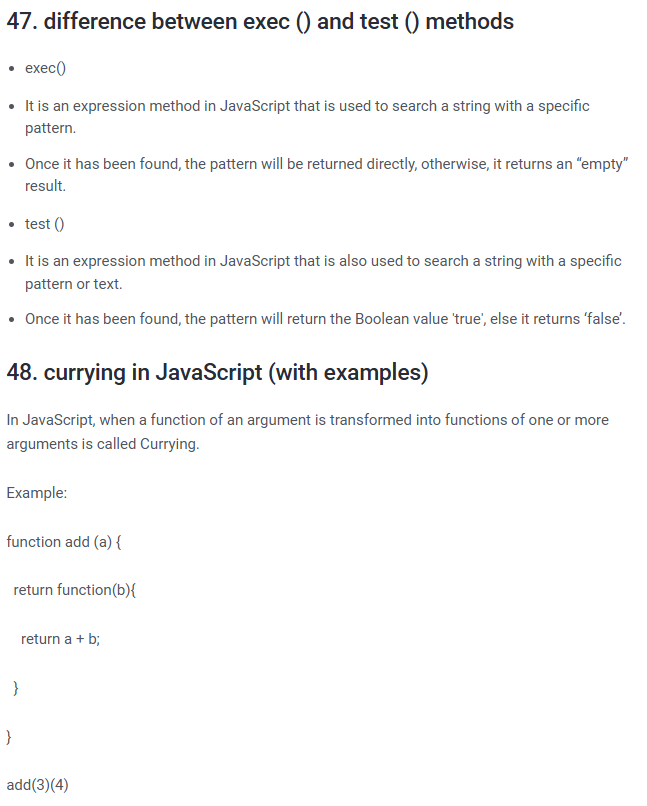 47. difference between exec () and test () methods
• exec()
• It is an expression method in JavaScript that is used to search a string with a specific
pattern.
• Once it has been found, the pattern will be returned directly, otherwise, it returns an “empty”
result.
• test ()
• It is an expression method in JavaScript that is also used to search a string with a specific
pattern or text.
• Once it has been found, the pattern will return the Boolean value 'true', else it returns ‘false’.
48. currying in JavaScript (with examples)
In JavaScript, when a function of an argument is transformed into functions of one or more
arguments is called Currying.
Example:
function add (a) {
return function(b){
return a + b;
}
}
add(3)(4)